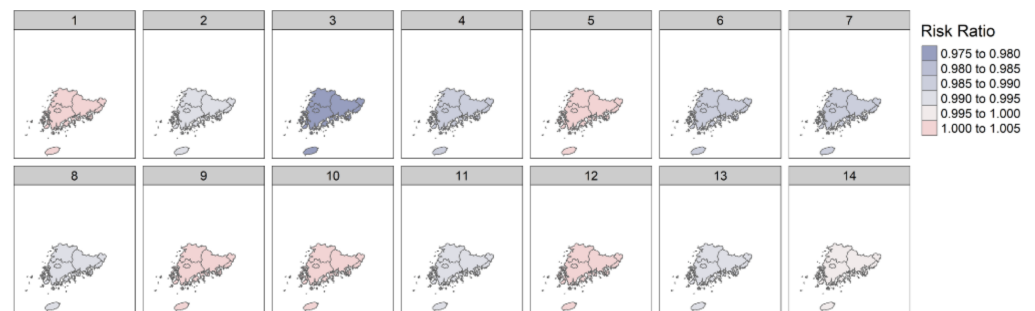 1 2 3 4 5 6 7
Risk Ratio
0.975 to 0.980
0.980 to 0.985
0.985 to 0.990
0.990 to 0.995
0.995 to 1.000
1.000 to 1.005
8 9 10 11 12 13 14